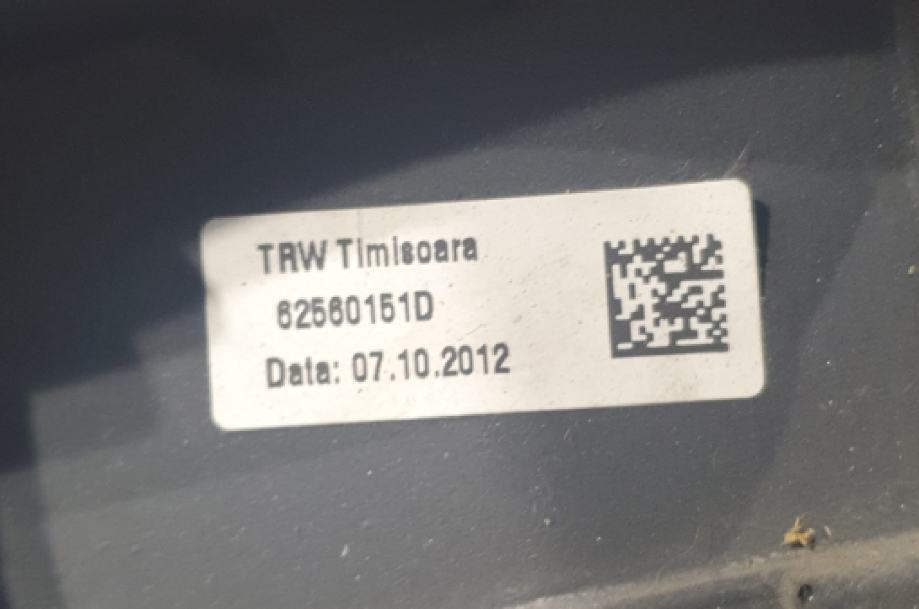 TRW Timisoara
62560151D
Data: 07.10.2012